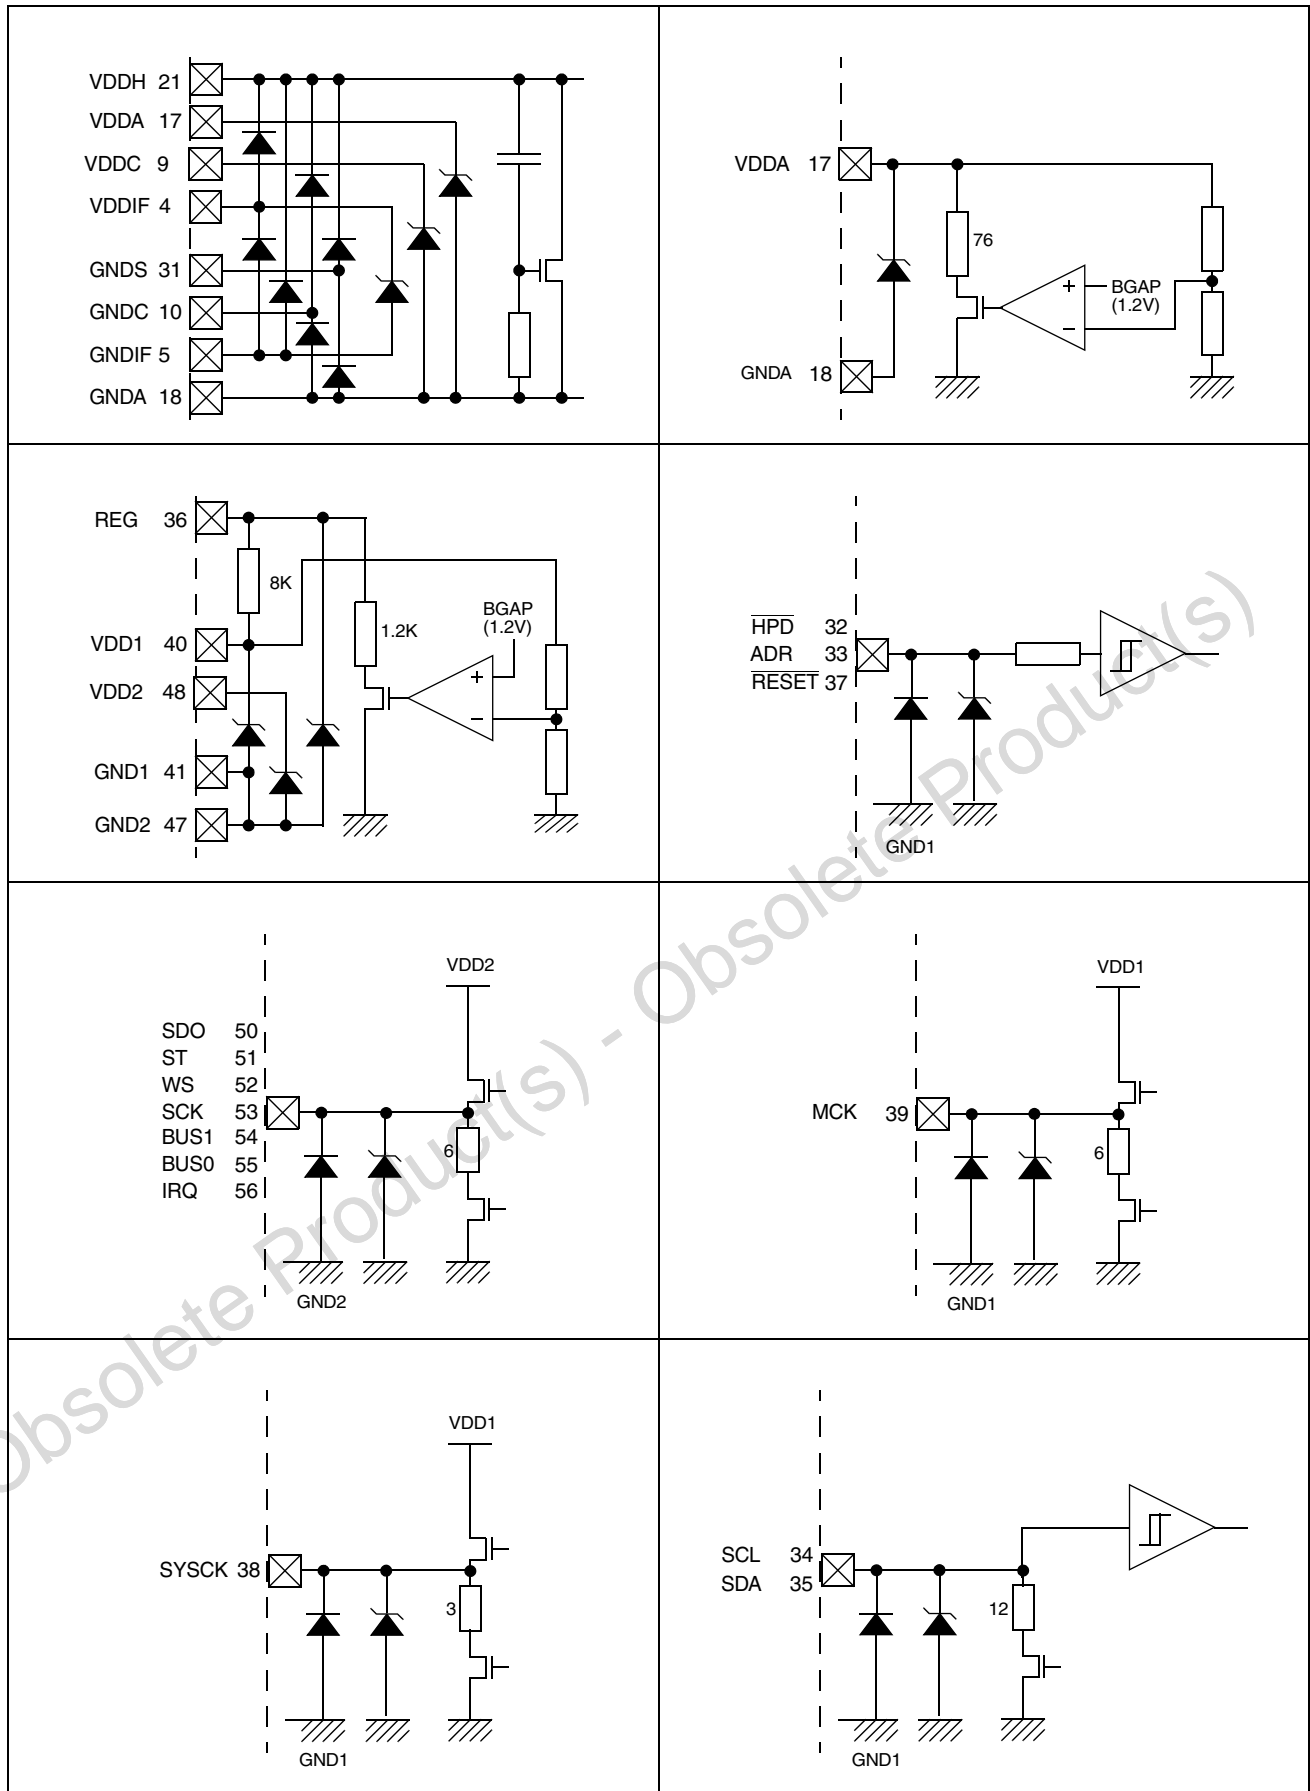 VDDH 21
VDDA 17
VDDC 9
VDDIF 4
GNDS 31
GNDC 10
GNDIF 5
GNDA 18
VDDA 17
76
BGAP
(1.2V)
+
−
GNDA 18
REG 36
8K
VDD1 40
1.2K
BGAP
(1.2V)
VDD2 48
+
−
GND1 41
GND2 47
HPD 32
ADR 33
RESET 37
GND1
VDD2
SDO 50
ST 51
WS 52
SCK 53
BUS1 54
BUS0 55
IRQ 56
6
GND2
VDD1
MCK 39
6
GND1
VDD1
SYSCK 38
3
GND1
SCL 34
SDA 35
12
GND1
Obsolete Product(s) - Obsolete Product(s)